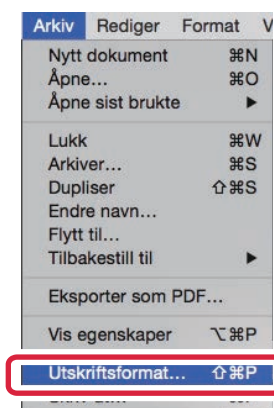 Arkiv Rediger Format
Nytt dokument ⌘N
Åpne... ⌘O
Åpne sist brukte ▶
Lukk ⌘W
Arkiver... ⌘S
Dupliser ⇧⌘S
Endre navn...
Flytt til...
Tilbakestill til ▶
Eksporter som PDF...
Vis egenskaper ⌥⌘P
Utskriftsformat... ⇧⌘P